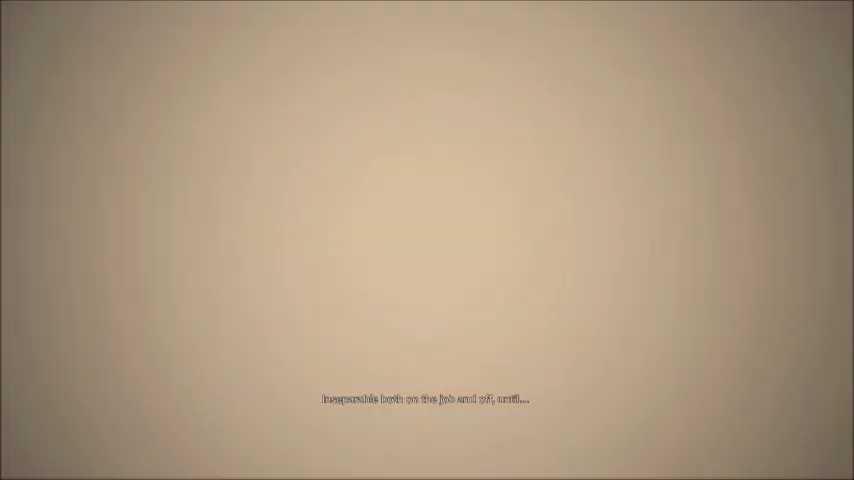 Inseparable both on the job and off, until...